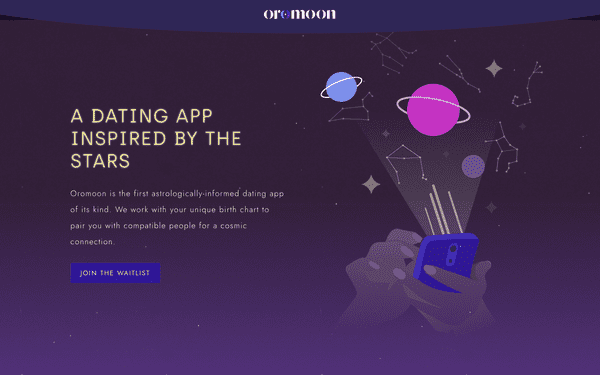 oromoon
A DATING APP
INSPIRED BY THE
STARS
Oromoon is the first astrologically-informed dating app
of its kind. We work with your unique birth chart to
pair you with compatible people for a cosmic
connection.
JOIN THE WAITLIST